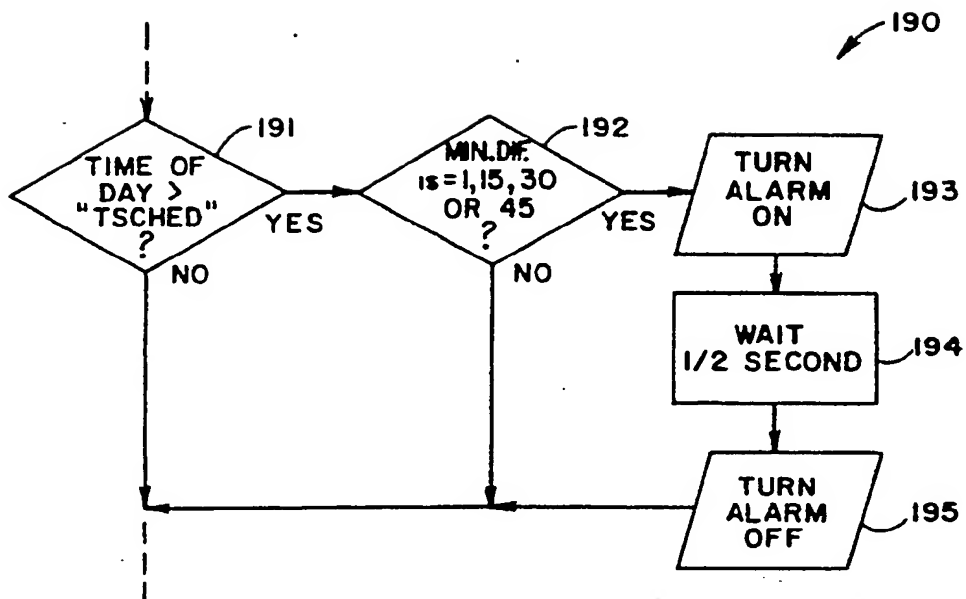 190
191
TIME OF
DAY >
"TSCHED"
?
YES
NO
192
MIN.DIF.
is=1,15,30
OR 45
?
YES
NO
TURN
ALARM
ON
193
WAIT
1/2 SECOND
194
TURN
ALARM
OFF
195